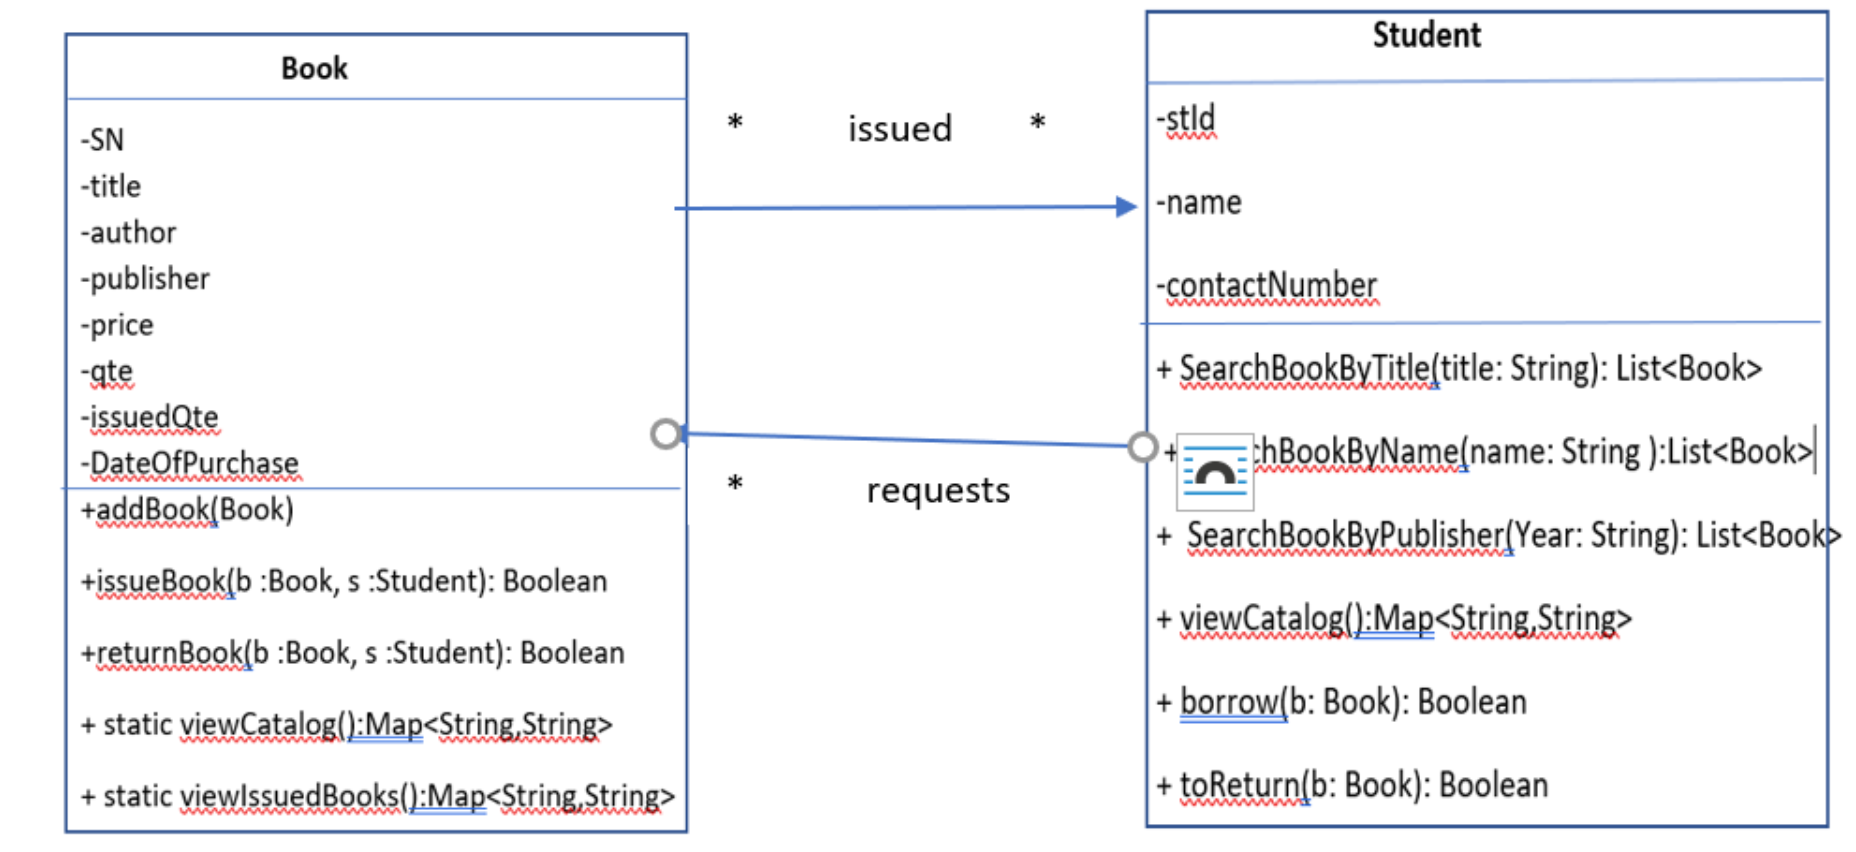 Book
-SN
-title
-author
-publisher
-price
-qte
-issuedQte
-DateOfPurchase
+addBook(Book)
+issueBook(b :Book, s :Student): Boolean
+returnBook(b :Book, s :Student): Boolean
+ static viewCatalog():Map<String,String>
+ static viewIssuedBooks():Map<String,String>
* issued *
* requests
Student
-stId
-name
-contactNumber
+ SearchBookByTitle(title: String): List<Book>
+ chBookByName(name: String ):List<Book>
+ SearchBookByPublisher(Year: String): List<Book>
+ viewCatalog():Map<String,String>
+ borrow(b: Book): Boolean
+ toReturn(b: Book): Boolean